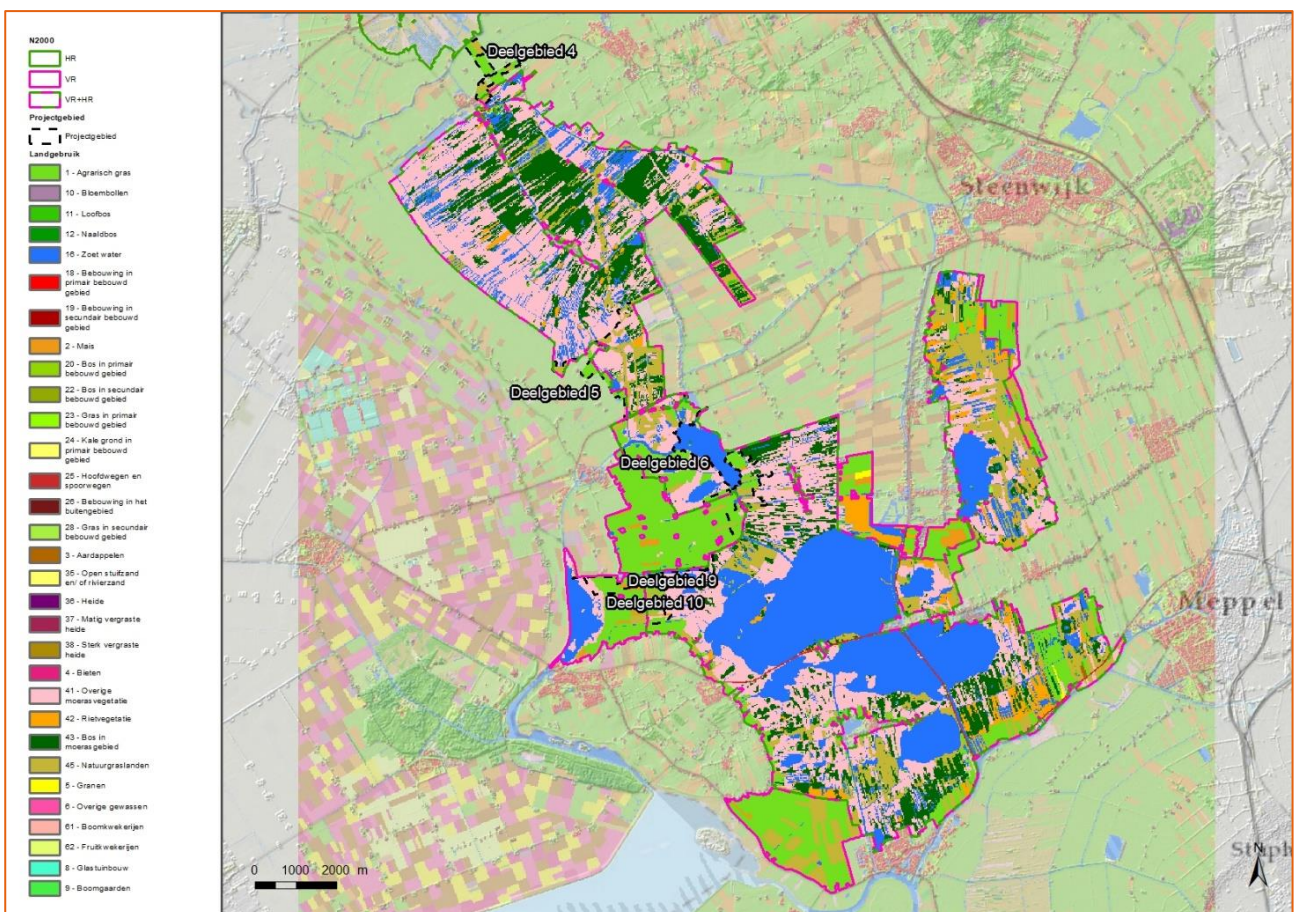 N2000
HR
VR
VR+HR
Projectgebied
Projectgebied
Landgebruik
1 - Agrarisch gras
10 - Bloembollen
11 - Loofbos
12 - Naaldbos
16 - Zoet water
18 - Bebouwing in
primair bebouwd
gebied
19 - Bebouwing in
secundair bebouwd
gebied
2 - Mais
20 - Bos in primair
bebouwd gebied
22 - Bos in secundair
bebouwd gebied
23 - Gras in primair
bebouwd gebied
24 - Kale grond in
primair bebouwd
gebied
25 - Hoofdwegen en
spoorwegen
26 - Bebouwing in het
buitengebied
28 - Gras in secundair
bebouwd gebied
3 - Aardappelen
35 - Open stuifzand
en/ of rivierzand
36 - Heide
37 - Matig vergraste
heide
38 - Sterk vergraste
heide
4 - Bieten
41 - Overige
moerasvegetatie
42 - Rietvegetatie
43 - Bos in
moerasgebied
45 - Natuurgraslanden
5 - Granen
6 - Overige gewassen
61 - Boomkwekerijen
62 - Fruitkwekerijen
8 - Glastuinbouw
9 - Boomgaarden
Deelgebied 4
Steenwijk
Deelgebied 5
Deelgebied 6
Deelgebied 9
Deelgebied 10
Meppel
Staph
N
0 1000 2000 m